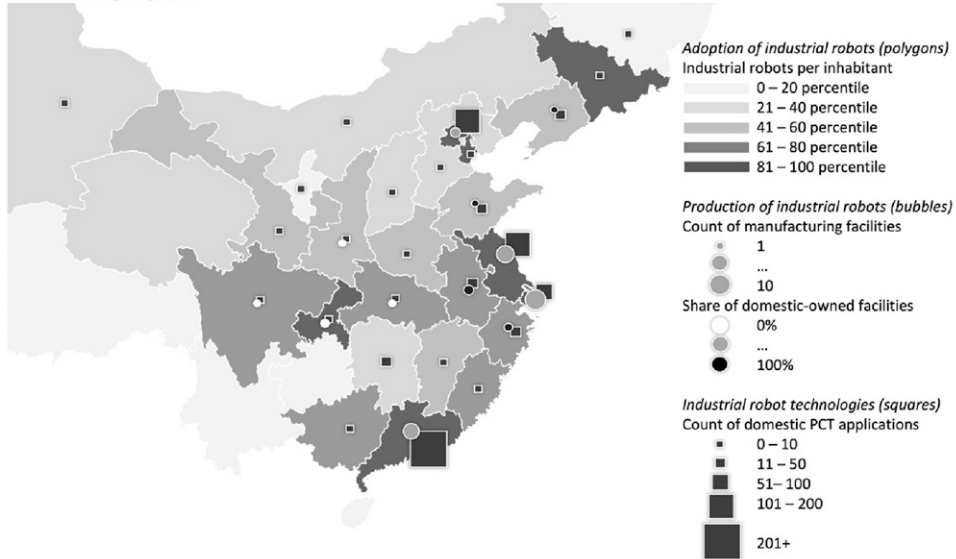 Adoption of industrial robots (polygons)
Industrial robots per inhabitant
0 – 20 percentile
21 – 40 percentile
41 – 60 percentile
61 – 80 percentile
81 – 100 percentile
Production of industrial robots (bubbles)
Count of manufacturing facilities
1
...
10
Share of domestic-owned facilities
0%
...
100%
Industrial robot technologies (squares)
Count of domestic PCT applications
0 – 10
11 – 50
51– 100
101 – 200
201+